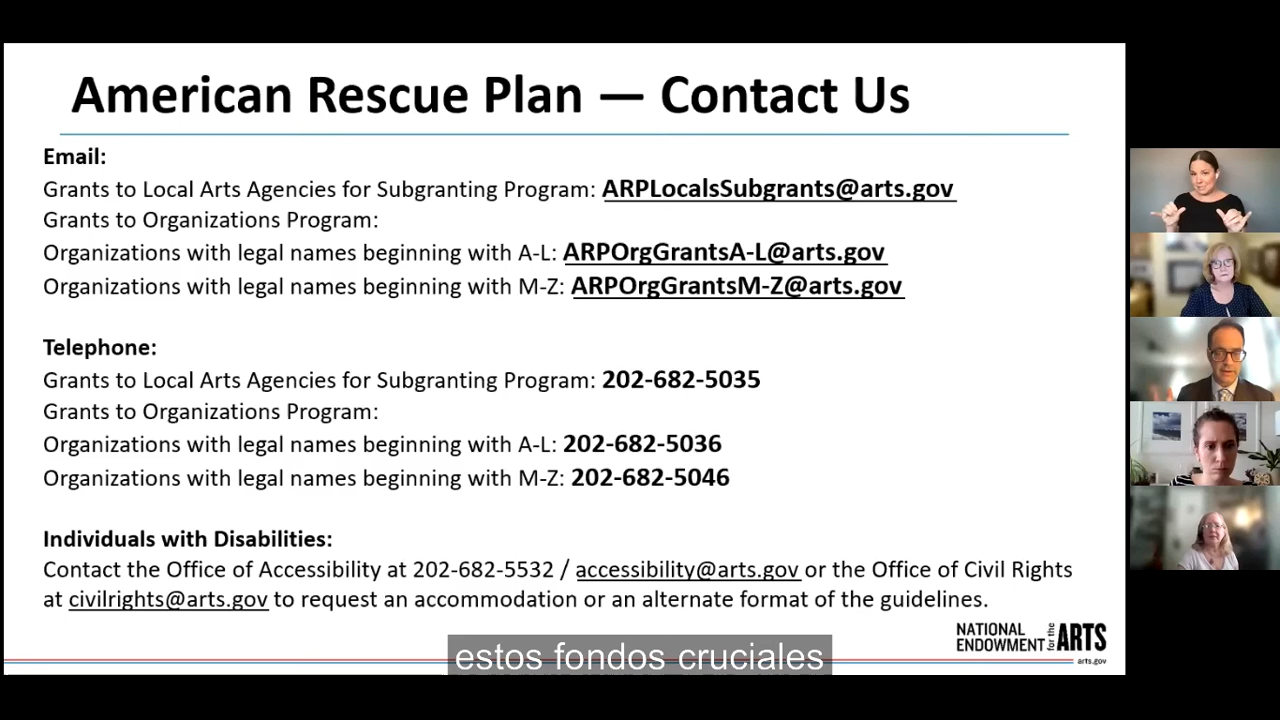 American Rescue Plan — Contact Us
Email:
Grants to Local Arts Agencies for Subgranting Program: ARPLocalsSubgrants@arts.gov
Grants to Organizations Program:
Organizations with legal names beginning with A-L: ARPOrgGrantsA-L@arts.gov
Organizations with legal names beginning with M-Z: ARPOrgGrantsM-Z@arts.gov
Telephone:
Grants to Local Arts Agencies for Subgranting Program: 202-682-5035
Grants to Organizations Program:
Organizations with legal names beginning with A-L: 202-682-5036
Organizations with legal names beginning with M-Z: 202-682-5046
Individuals with Disabilities:
Contact the Office of Accessibility at 202-682-5532 / accessibility@arts.gov or the Office of Civil Rights
at civilrights@arts.gov to request an accommodation or an alternate format of the guidelines.
NATIONAL ENDOWMENT for the ARTS
arts.gov
estos fondos cruciales